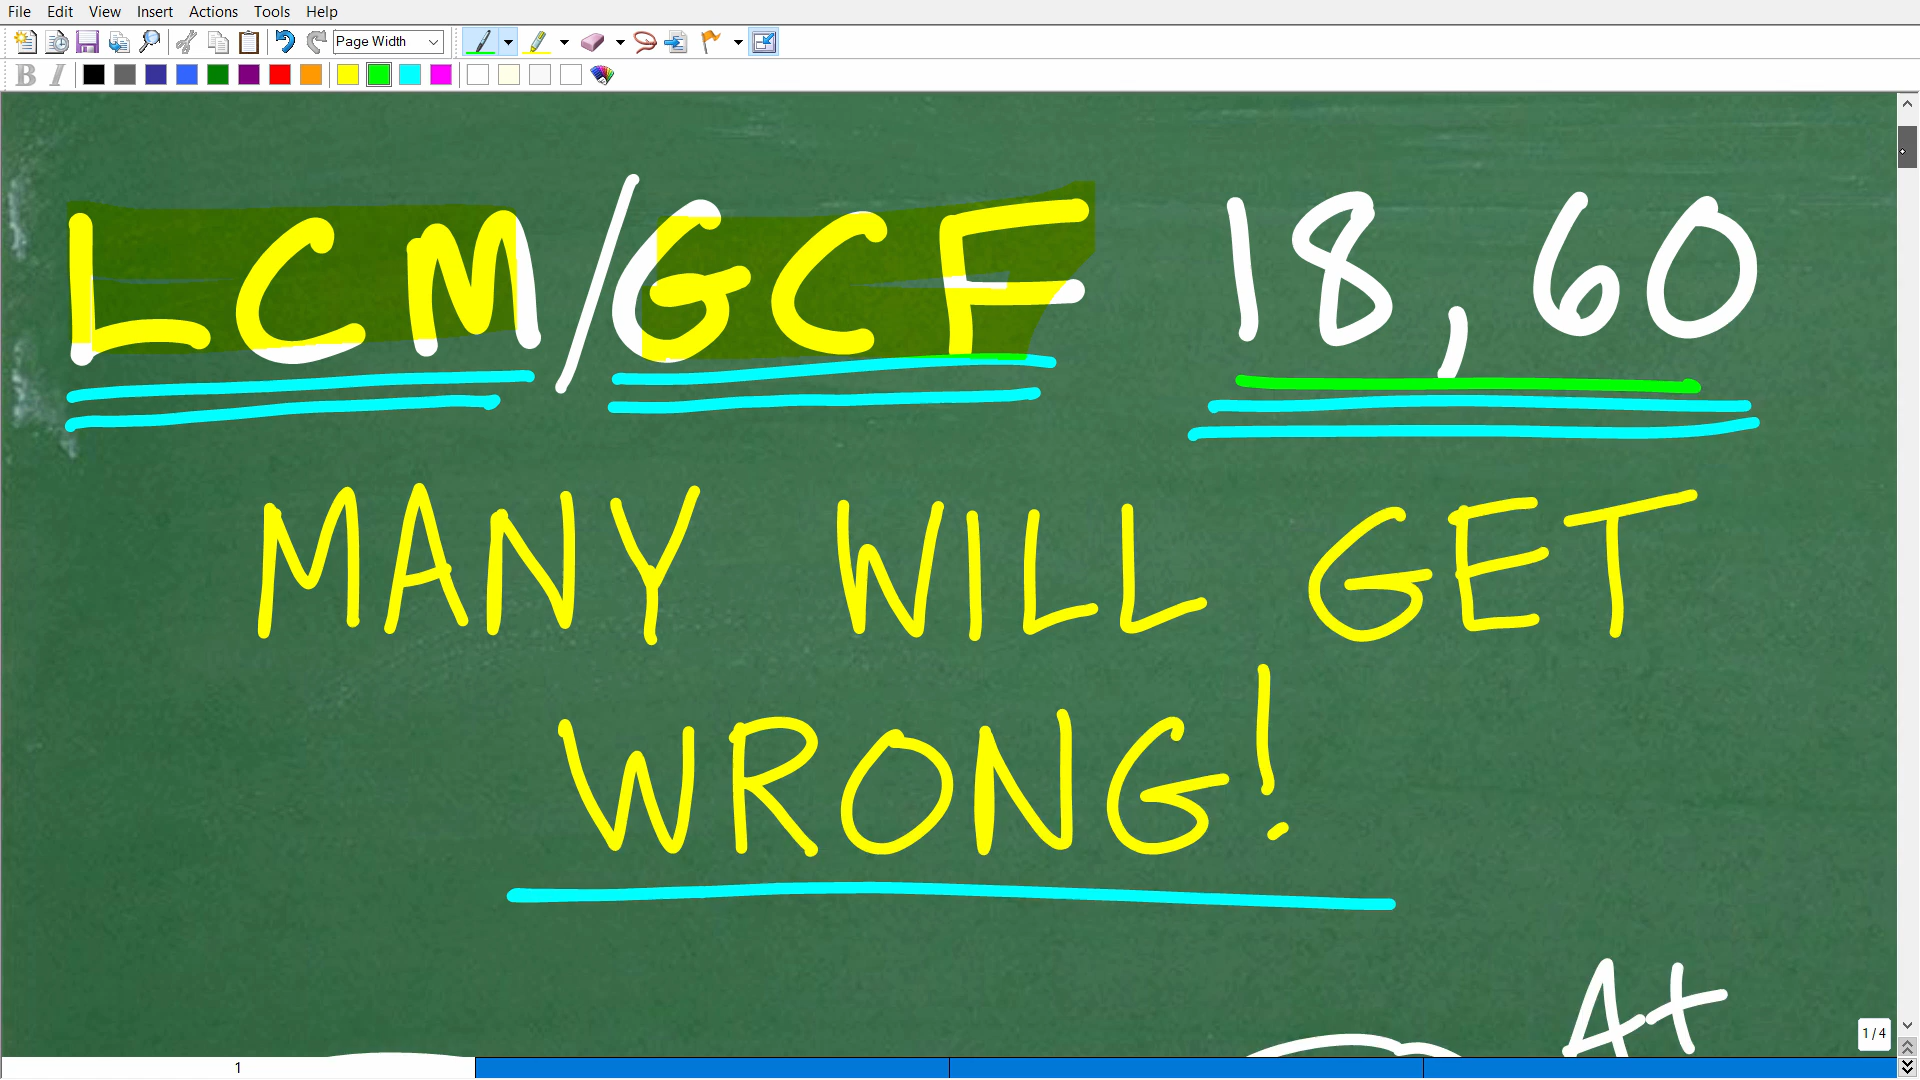 File Edit View Insert Actions Tools Help
Page Width
B I
LCM/GCF 18,60
MANY WILL GET
WRONG!
A+
1 / 4
1